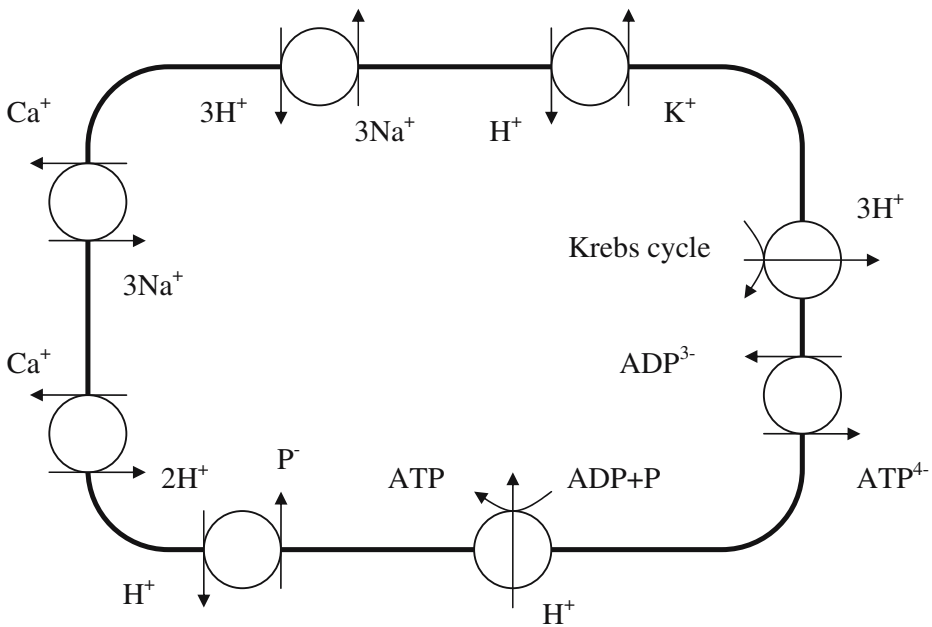 Ca⁺
3H⁺
3Na⁺
H⁺
K⁺
3H⁺
Krebs cycle
3Na⁺
Ca⁺
ADP³⁻
2H⁺
P⁻
ATP
ADP+P
ATP⁴⁻
H⁺
H⁺